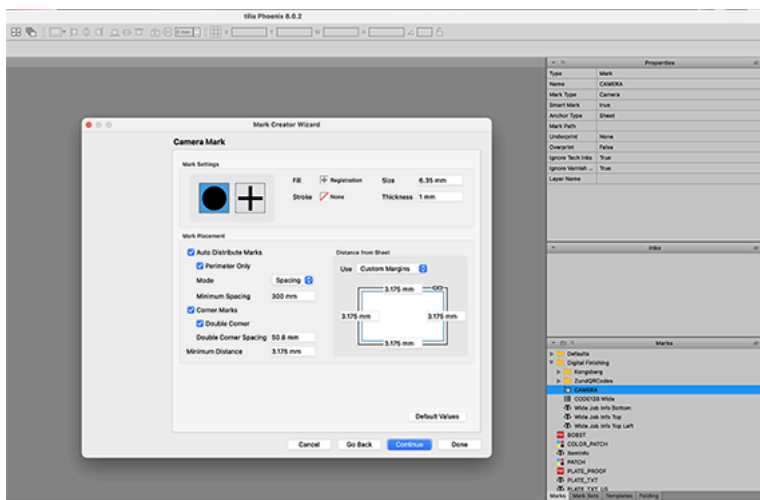 tilia Phoenix 8.0.2
0 mm
X
Y
W
H
Mark Creator Wizard
Camera Mark
Mark Settings
Fill Registration Size 6.35 mm
Stroke None Thickness 1 mm
Mark Placement
Auto Distribute Marks
Perimeter Only
Mode Spacing
Minimum Spacing 300 mm
Corner Marks
Double Corner
Double Corner Spacing 50.8 mm
Minimum Distance 3.175 mm
Distance from Sheet
Use Custom Margins
3.175 mm
3.175 mm 3.175 mm
3.175 mm
Default Values
Cancel Go Back Continue Done
Properties
Type Mark
Name CAMERA
Mark Type Camera
Smart Mark true
Anchor Type Sheet
Mark Path
Underprint None
Overprint False
Ignore Tech Inks True
Ignore Varnish ... True
Layer Name
Inks
Marks
Defaults
Digital Finishing
Kongsberg
ZundQRCodes
CAMERA
CODE128 Wide
Wide Job Info Bottom
Wide Job Info Top
Wide Job Info Top Left
BOBST
COLOR_PATCH
ItemInfo
PATCH
PLATE_PROOF
PLATE_TXT
PLATE_TXT_LG
Marks Mark Sets Templates Folding